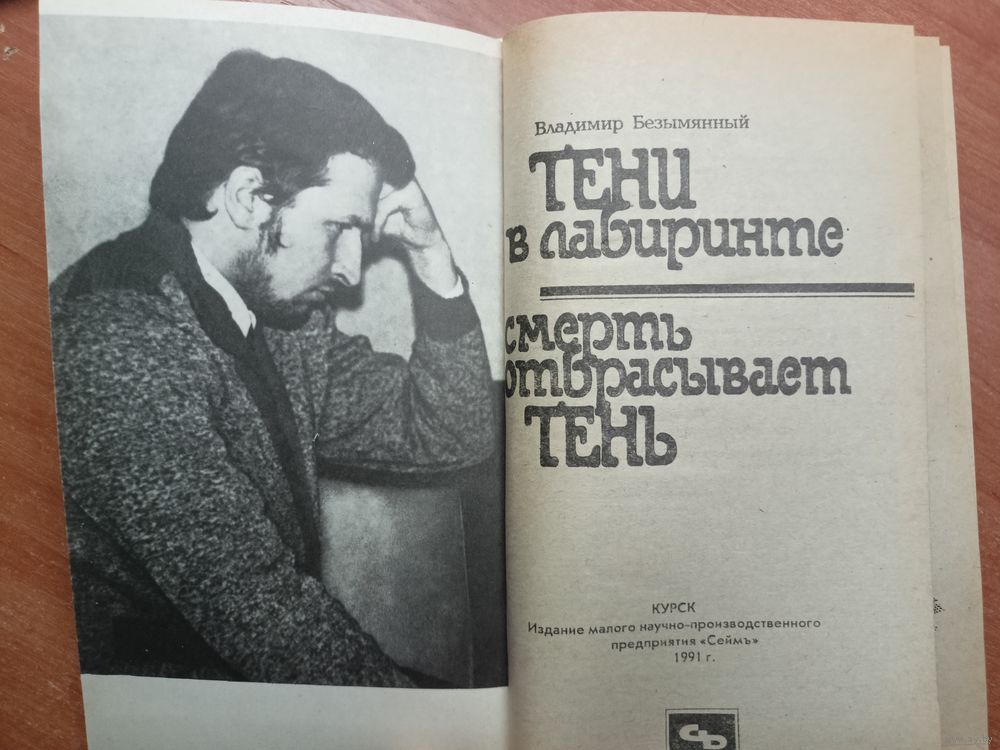 Владимир Безымянный
ТЕНИ
в лабиринте
смерть
отбрасывает
ТЕНЬ
КУРСК
Издание малого научно-производственного
предприятия «Сеймъ»
1991 г.